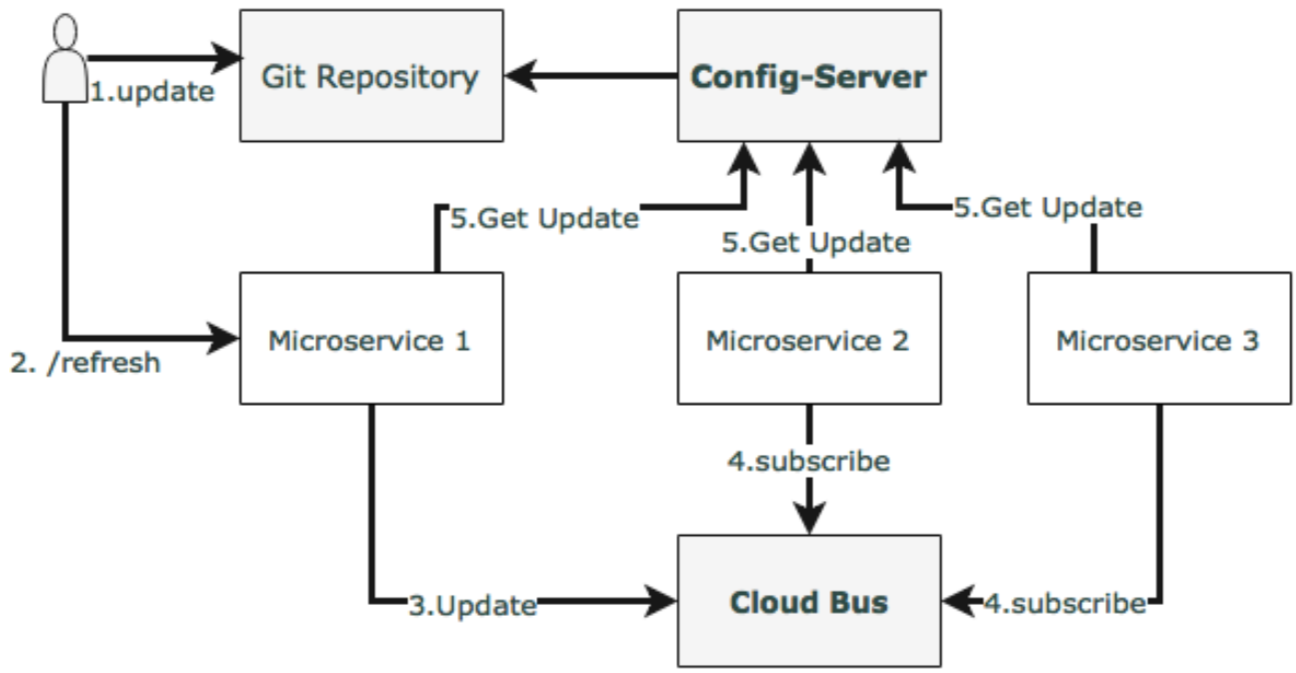 Git Repository
Config-Server
1.update
5.Get Update
5.Get Update
5.Get Update
Microservice 1
Microservice 2
Microservice 3
2. /refresh
4.subscribe
3.Update
Cloud Bus
4.subscribe